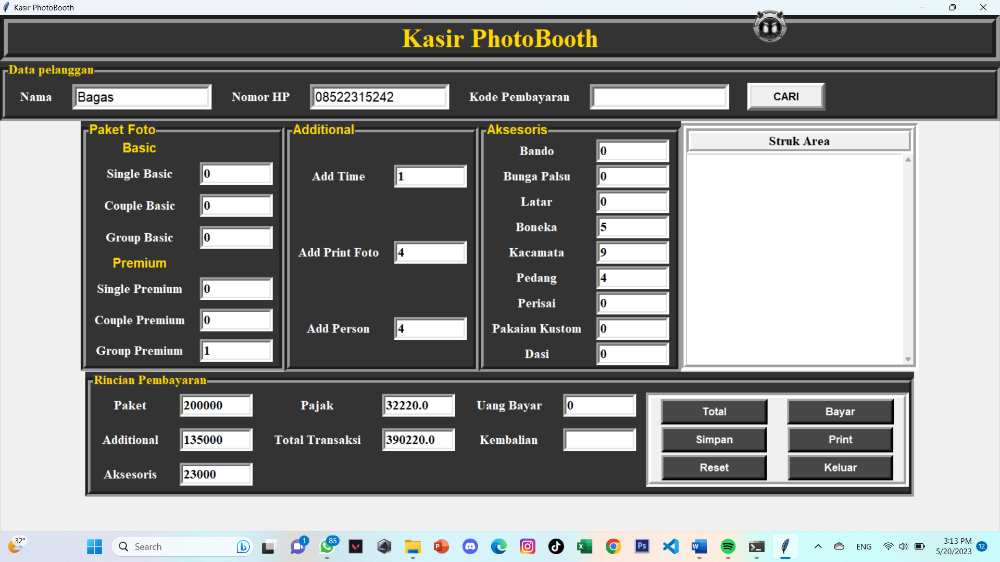 Kasir PhotoBooth
Kasir PhotoBooth
Data pelanggan
Nama Bagas Nomor HP 08522315242 Kode Pembayaran CARI
Paket Foto
Basic
Single Basic 0
Couple Basic 0
Group Basic 0
Premium
Single Premium 0
Couple Premium 0
Group Premium 1
Additional
Add Time 1
Add Print Foto 4
Add Person 4
Aksesoris
Bando 0
Bunga Palsu 0
Latar 0
Boneka 5
Kacamata 9
Pedang 4
Perisai 0
Pakaian Kustom 0
Dasi 0
Struk Area
Rincian Pembayaran
Paket 200000 Pajak 32220.0 Uang Bayar 0
Additional 135000 Total Transaksi 390220.0 Kembalian
Aksesoris 23000
Total Bayar
Simpan Print
Reset Keluar
32°
Search
1
85
P
Ps
W
ENG
3:13 PM
5/20/2023
12